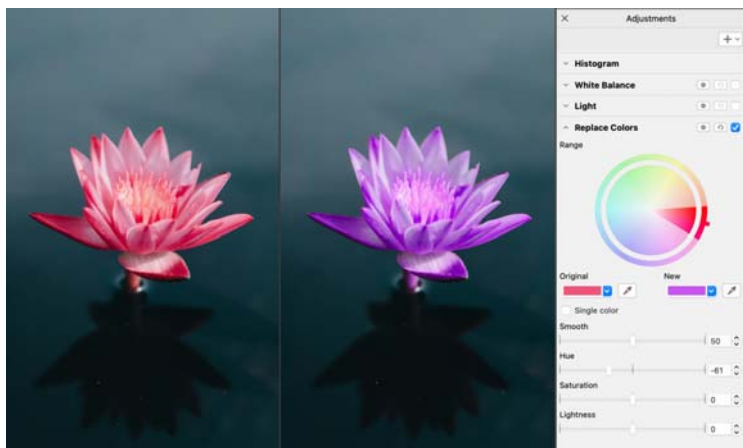 Adjustments
Histogram
White Balance
Light
Replace Colors
Range
Original New
Single color
Smooth
50
Hue
-61
Saturation
0
Lightness
0